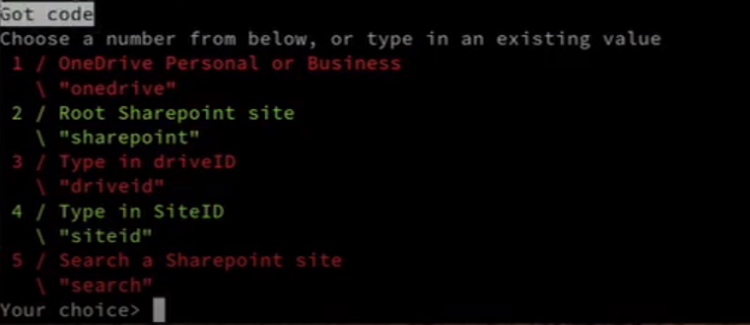 Got code
Choose a number from below, or type in an existing value
1 / OneDrive Personal or Business
\ "onedrive"
2 / Root Sharepoint site
\ "sharepoint"
3 / Type in driveID
\ "driveid"
4 / Type in SiteID
\ "siteid"
5 / Search a Sharepoint site
\ "search"
Your choice>